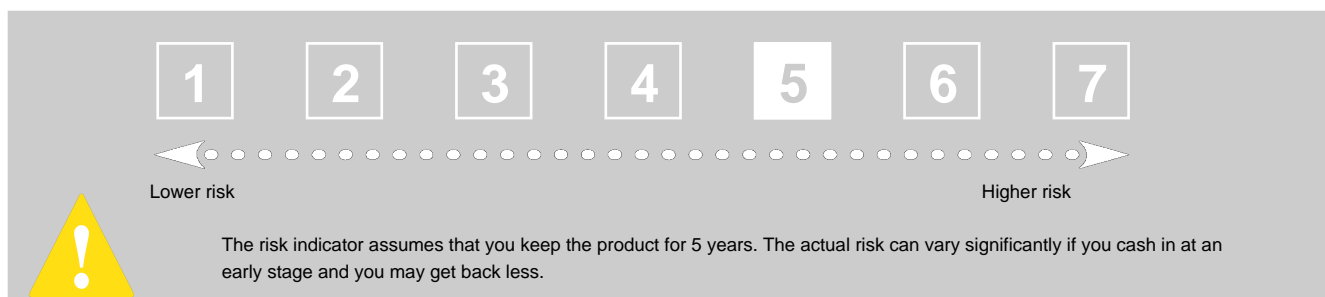 1 2 3 4 5 6 7
Lower risk Higher risk
! The risk indicator assumes that you keep the product for 5 years. The actual risk can vary significantly if you cash in at an
early stage and you may get back less.